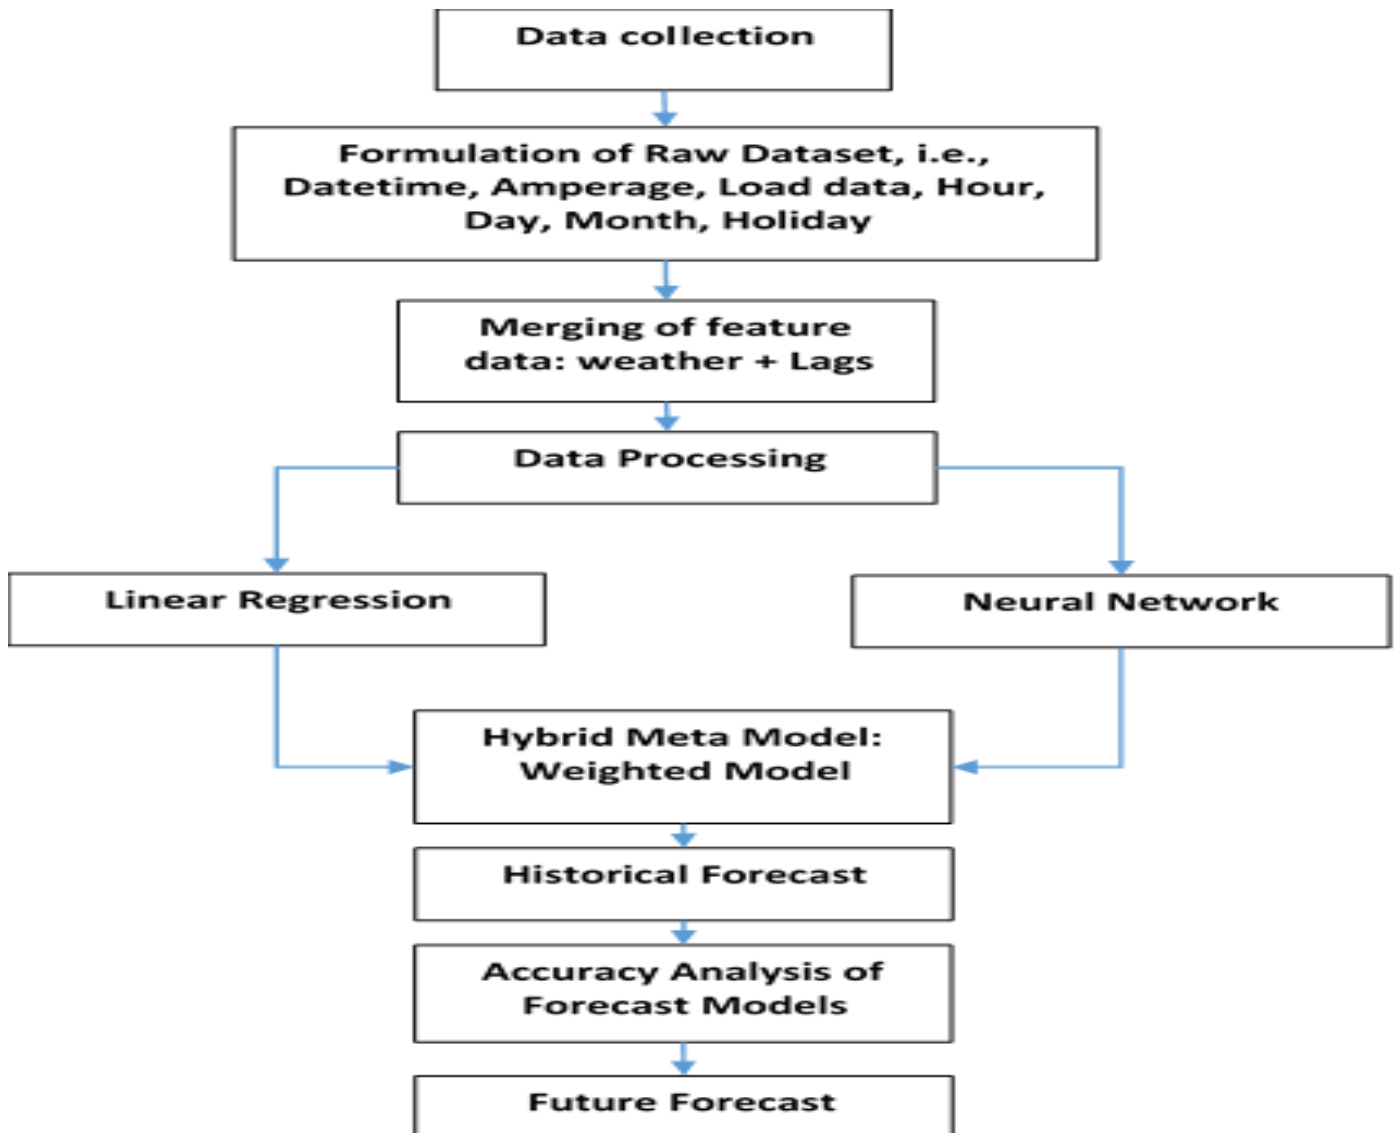 Data collection
Formulation of Raw Dataset, i.e.,
Datetime, Amperage, Load data, Hour,
Day, Month, Holiday
Merging of feature
data: weather + Lags
Data Processing
Linear Regression
Neural Network
Hybrid Meta Model:
Weighted Model
Historical Forecast
Accuracy Analysis of
Forecast Models
Future Forecast